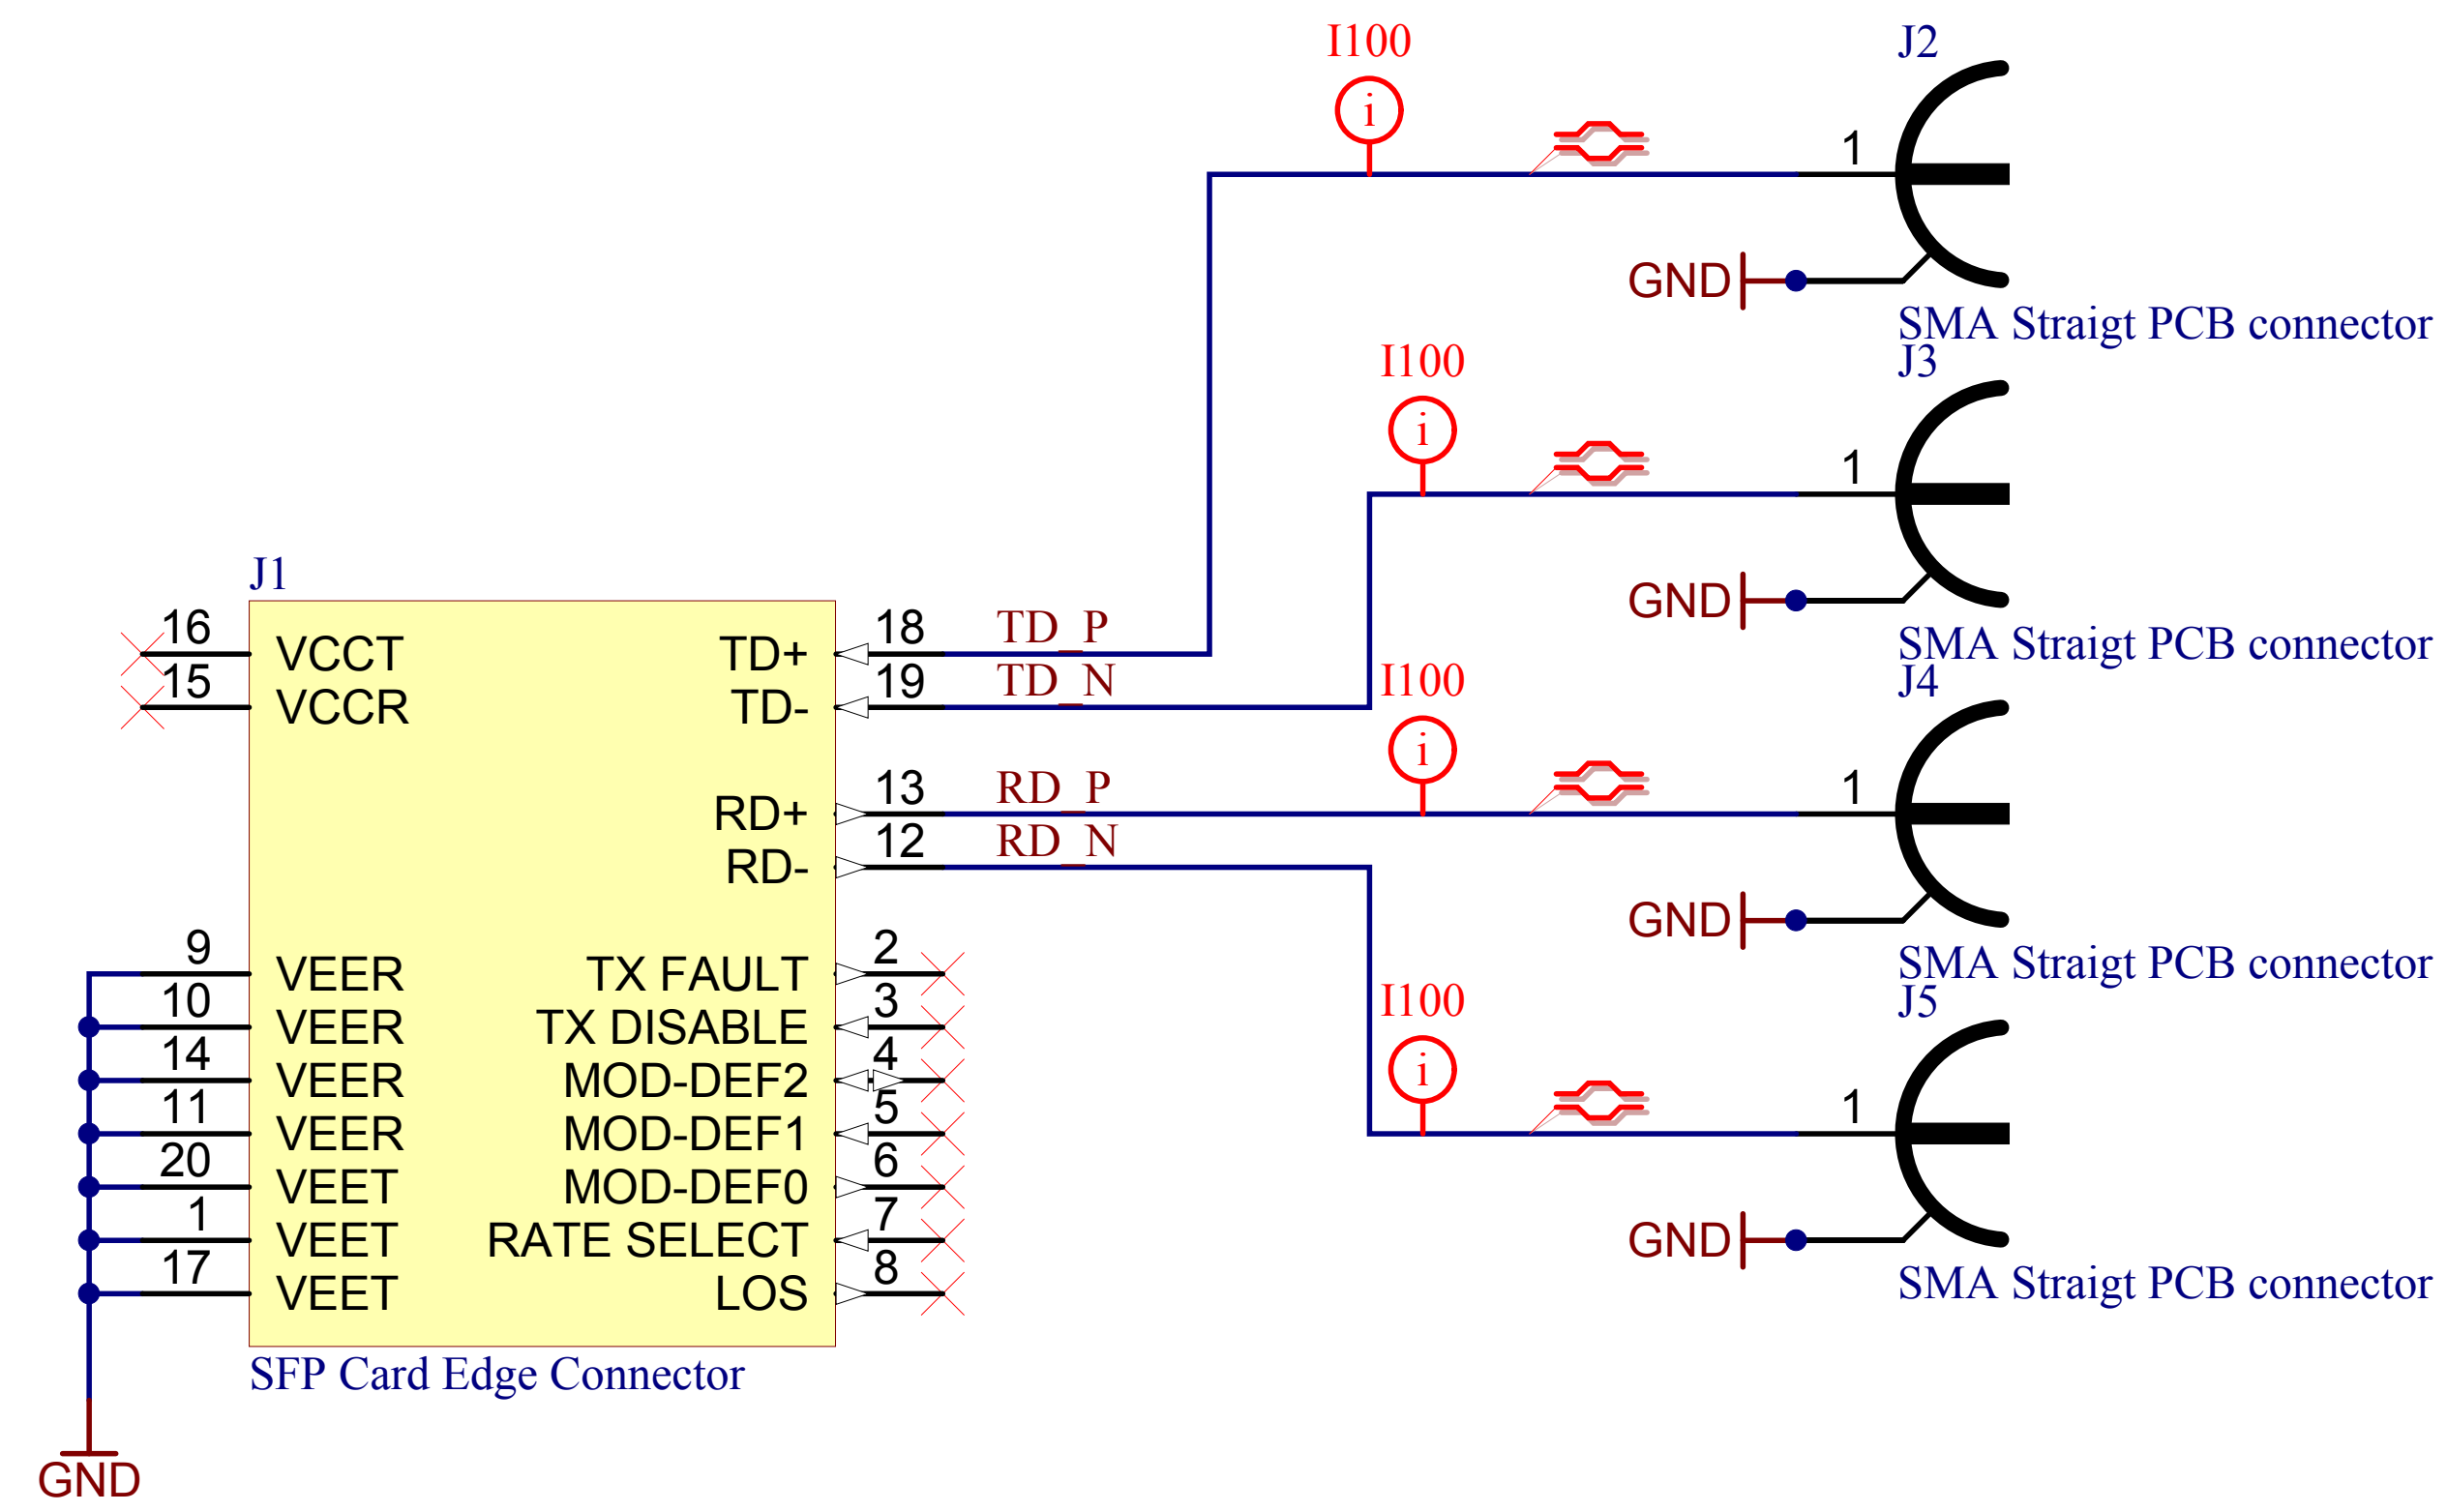 I100
J2
i
1
GND
SMA Straigt PCB connector
I100
J3
i
1
GND
SMA Straigt PCB connector
J1
16 VCCT
15 VCCR
TD+ 18 TD_P
TD- 19 TD_N
RD+ 13 RD_P
RD- 12 RD_N
I100
J4
i
1
GND
SMA Straigt PCB connector
9 VEER
10 VEER
14 VEER
11 VEER
20 VEET
1 VEET
17 VEET
TX FAULT 2
TX DISABLE 3
MOD-DEF2 4
MOD-DEF1 5
MOD-DEF0 6
RATE SELECT 7
LOS 8
I100
J5
i
1
GND
SMA Straigt PCB connector
SFP Card Edge Connector
GND